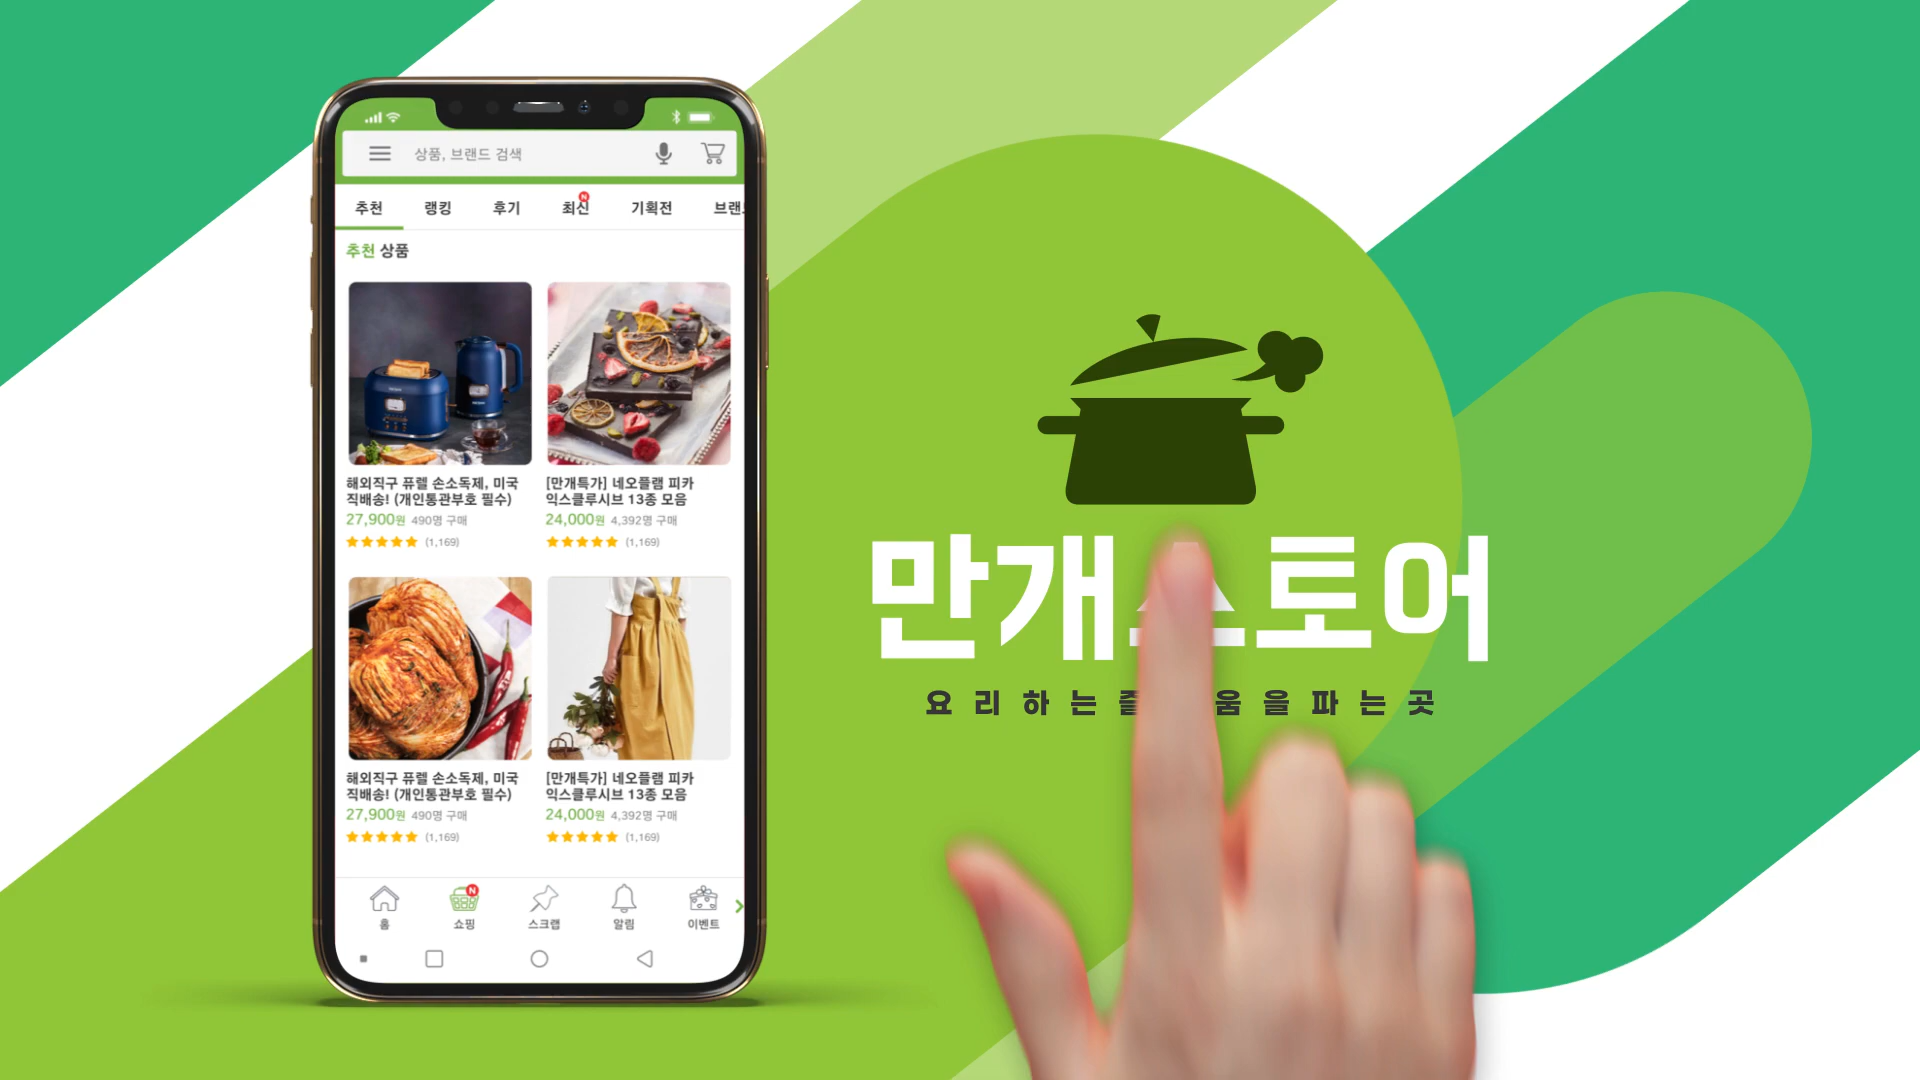 상품, 브랜드 검색
추천 랭킹 후기 최신 기획전 브랜드
N
추천 상품
해외직구 퓨렐 손소독제, 미국
직배송! (개인통관부호 필수)
27,900원 490명 구매
(1,169)
[만개특가] 네오플램 피카
익스클루시브 13종 모음
24,000원 4,392명 구매
(1,169)
해외직구 퓨렐 손소독제, 미국
직배송! (개인통관부호 필수)
27,900원 490명 구매
(1,169)
[만개특가] 네오플램 피카
익스클루시브 13종 모음
24,000원 4,392명 구매
(1,169)
N
홈 쇼핑 스크랩 알림 이벤트
만개스토어
요리하는즐거움을파는곳